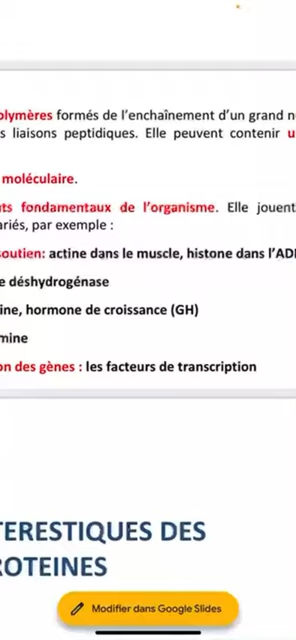 olymères formés de l'enchaînement d'un grand n
s liaisons peptidiques. Elle peuvent contenir u
moléculaire.
ts fondamentaux de l'organisme. Elle jouent
ariés, par exemple :
soutien: actine dans le muscle, histone dans l'AD
e déshydrogénase
ine, hormone de croissance (GH)
mine
on des gènes : les facteurs de transcription
TERESTIQUES DES
ROTEINES
Modifier dans Google Slides